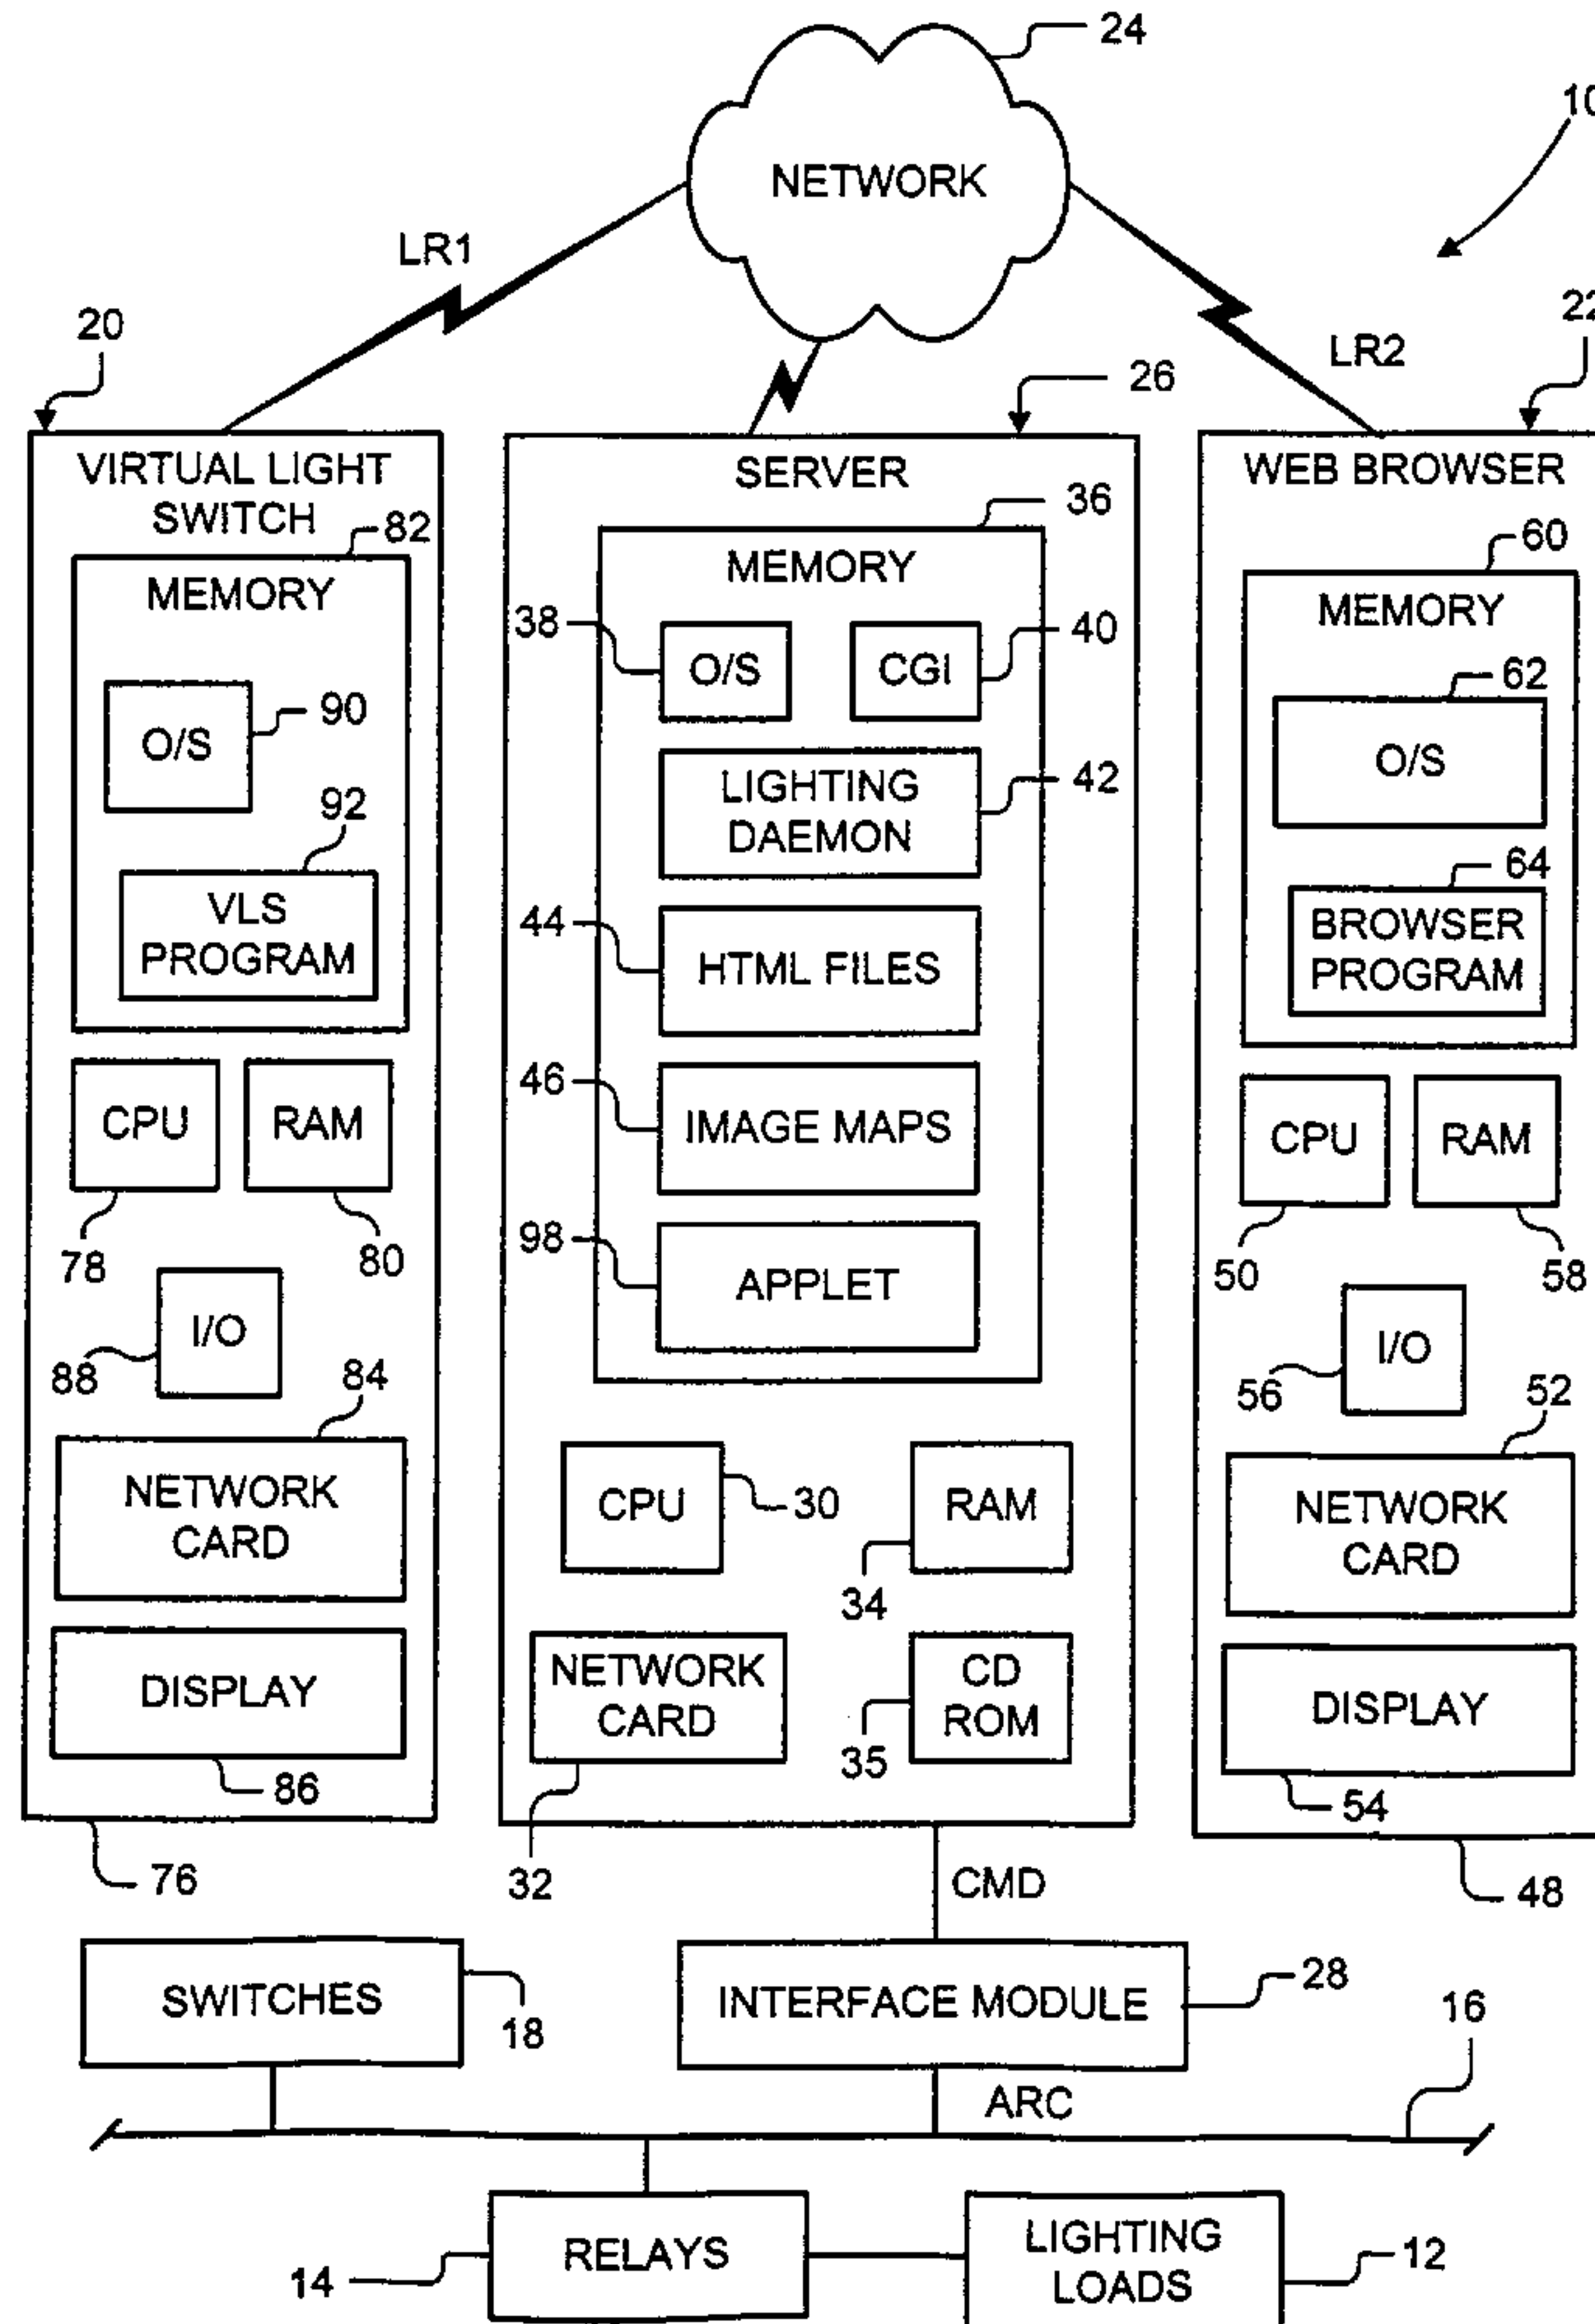 24
10
NETWORK
LR1
20
22
LR2
26
VIRTUAL LIGHT
SWITCH
82
MEMORY
O/S
90
92
VLS
PROGRAM
CPU
RAM
78
80
I/O
88
84
NETWORK
CARD
DISPLAY
86
76
SERVER
36
MEMORY
38
O/S
CGI
40
LIGHTING
DAEMON
42
44
HTML FILES
46
IMAGE MAPS
98
APPLET
CPU
30
RAM
34
NETWORK
CARD
32
CD
ROM
35
WEB BROWSER
60
MEMORY
62
O/S
64
BROWSER
PROGRAM
CPU
RAM
50
58
I/O
56
52
NETWORK
CARD
DISPLAY
54
48
CMD
SWITCHES
18
INTERFACE MODULE
28
16
ARC
RELAYS
14
LIGHTING
LOADS
12